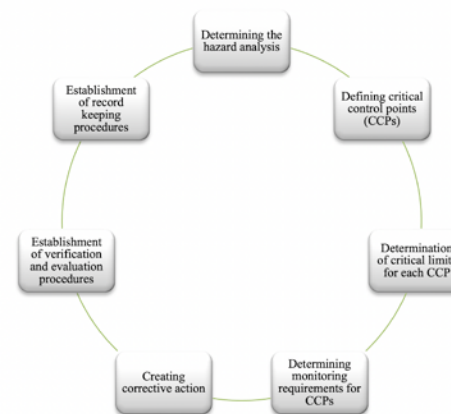 Determining the
hazard analysis
Defining critical
control points
(CCPs)
Determination
of critical limits
for each CCP
Determining
monitoring
requirements for
CCPs
Creating
corrective action
Establishment
of verification
and evaluation
procedures
Establishment
of record
keeping
procedures